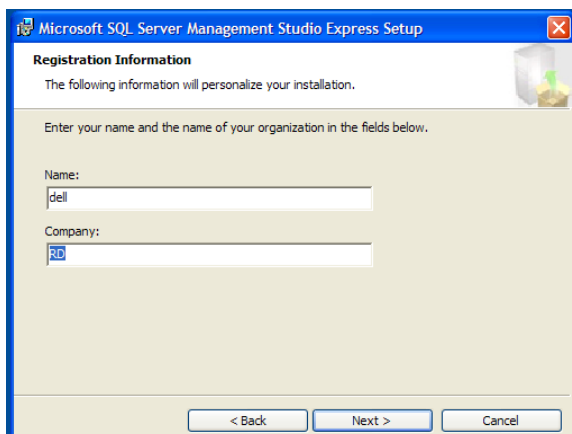 Microsoft SQL Server Management Studio Express Setup
Registration Information
The following information will personalize your installation.
Enter your name and the name of your organization in the fields below.
Name:
dell
Company:
RD
< Back Next > Cancel